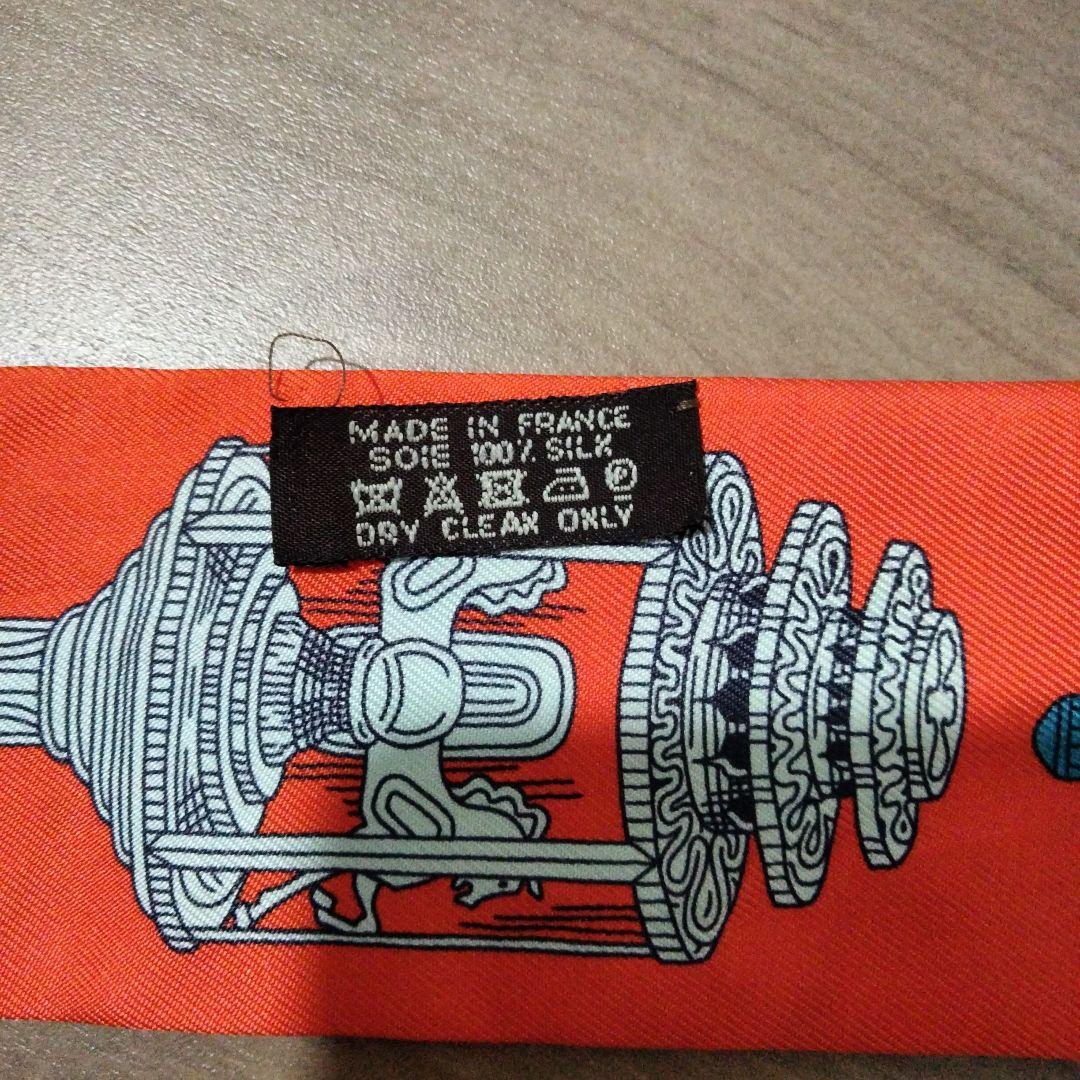 MADE IN FRANCE
SOIE 100% SILK
P
DRY CLEAN ONLY